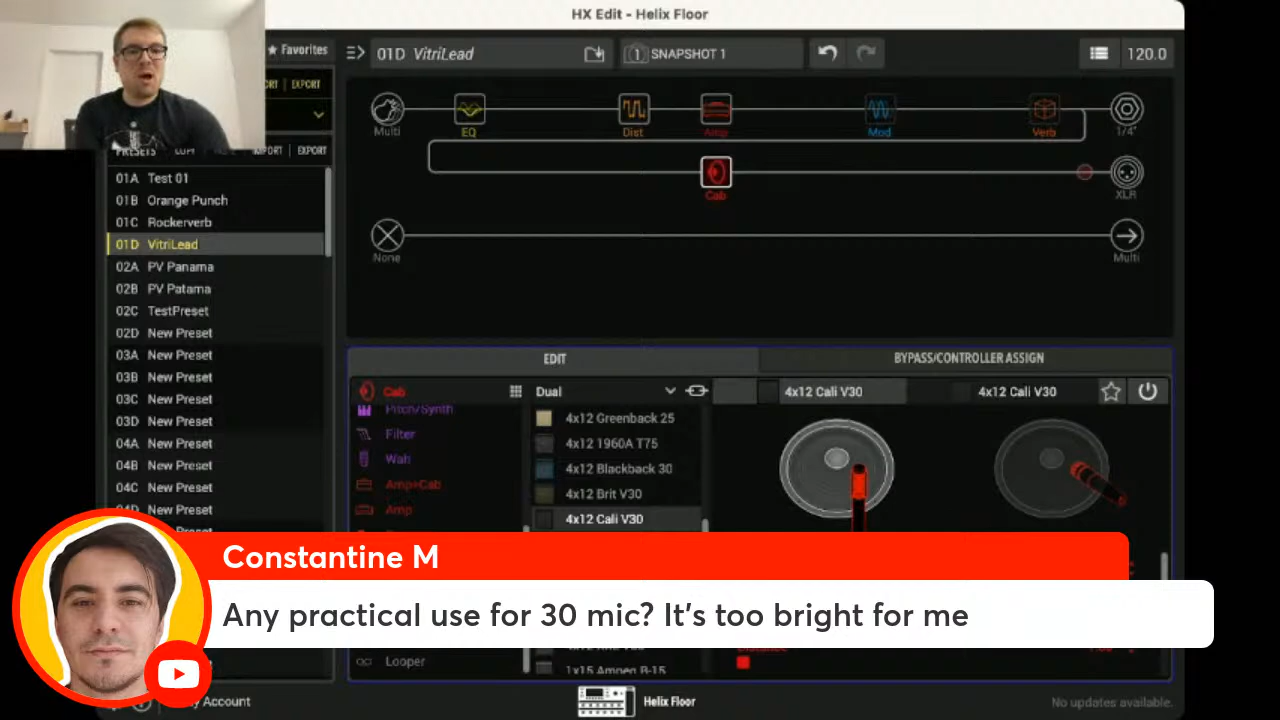 HX Edit - Helix Floor
★ Favorites
01D VitriLead
1 SNAPSHOT 1
120.0
EXPORT
PRESETS
IMPORT
EXPORT
Multi
EQ
Dist
Amp
Mod
Verb
1/4"
Cab
XLR
None
Multi
01A Test 01
01B Orange Punch
01C Rockerverb
01D VitriLead
02A PV Panama
02B PV Patama
02C TestPreset
02D New Preset
03A New Preset
03B New Preset
03C New Preset
03D New Preset
04A New Preset
04B New Preset
04C New Preset
04D New Preset
EDIT
BYPASS/CONTROLLER ASSIGN
Cab
Dual
4x12 Cali V30
4x12 Cali V30
Pitch/Synth
Filter
Wah
Amp+Cab
Amp
4x12 Greenback 25
4x12 1960A T75
4x12 Blackback 30
4x12 Brit V30
4x12 Cali V30
Constantine M
Any practical use for 30 mic? It's too bright for me
Looper
1x15 Ampeg B-15
Account
Helix Floor
No updates available.